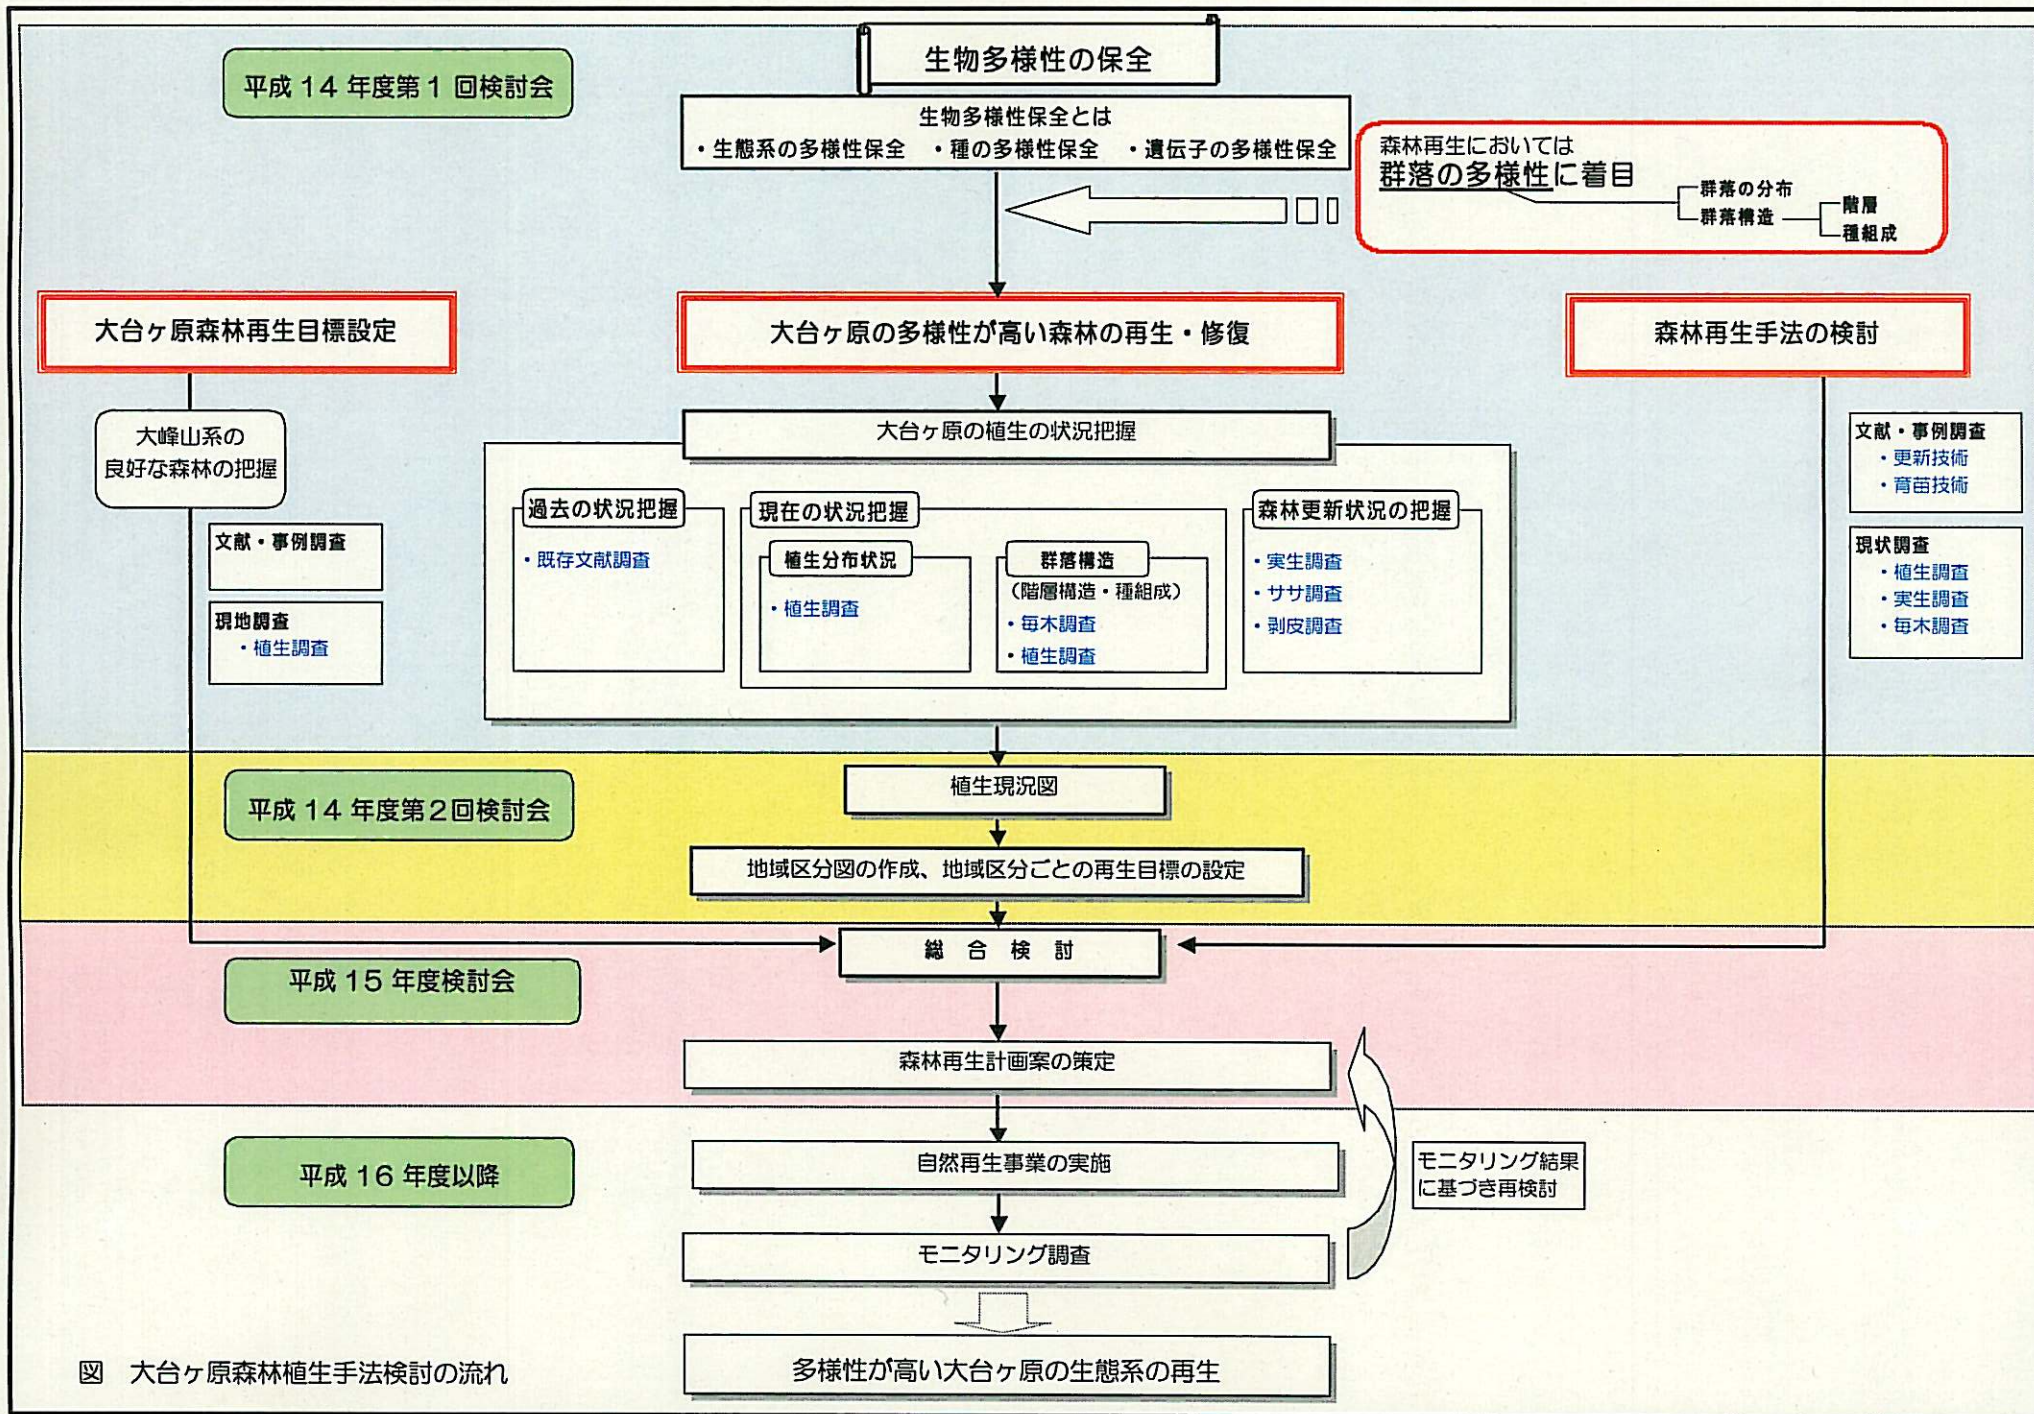 生物多様性の保全
平成 14 年度第 1 回検討会
生物多様性保全とは
・生態系の多様性保全 ・種の多様性保全 ・遺伝子の多様性保全
森林再生においては
群落の多様性に着目
群落の分布
群落構造
階層
種組成
大台ヶ原森林再生目標設定
大台ヶ原の多様性が高い森林の再生・修復
森林再生手法の検討
大峰山系の
良好な森林の把握
文献・事例調査
現地調査
・植生調査
大台ヶ原の植生の状況把握
過去の状況把握
・既存文献調査
現在の状況把握
植生分布状況
・植生調査
群落構造
(階層構造・種組成)
・毎木調査
・植生調査
森林更新状況の把握
・実生調査
・ササ調査
・剥皮調査
文献・事例調査
・更新技術
・育苗技術
現状調査
・植生調査
・実生調査
・毎木調査
平成 14 年度第2回検討会
植生現況図
地域区分図の作成、地域区分ごとの再生目標の設定
総 合 検 討
平成 15 年度検討会
森林再生計画案の策定
平成 16 年度以降
自然再生事業の実施
モニタリング結果
に基づき再検討
モニタリング調査
多様性が高い大台ヶ原の生態系の再生
図 大台ヶ原森林植生手法検討の流れ